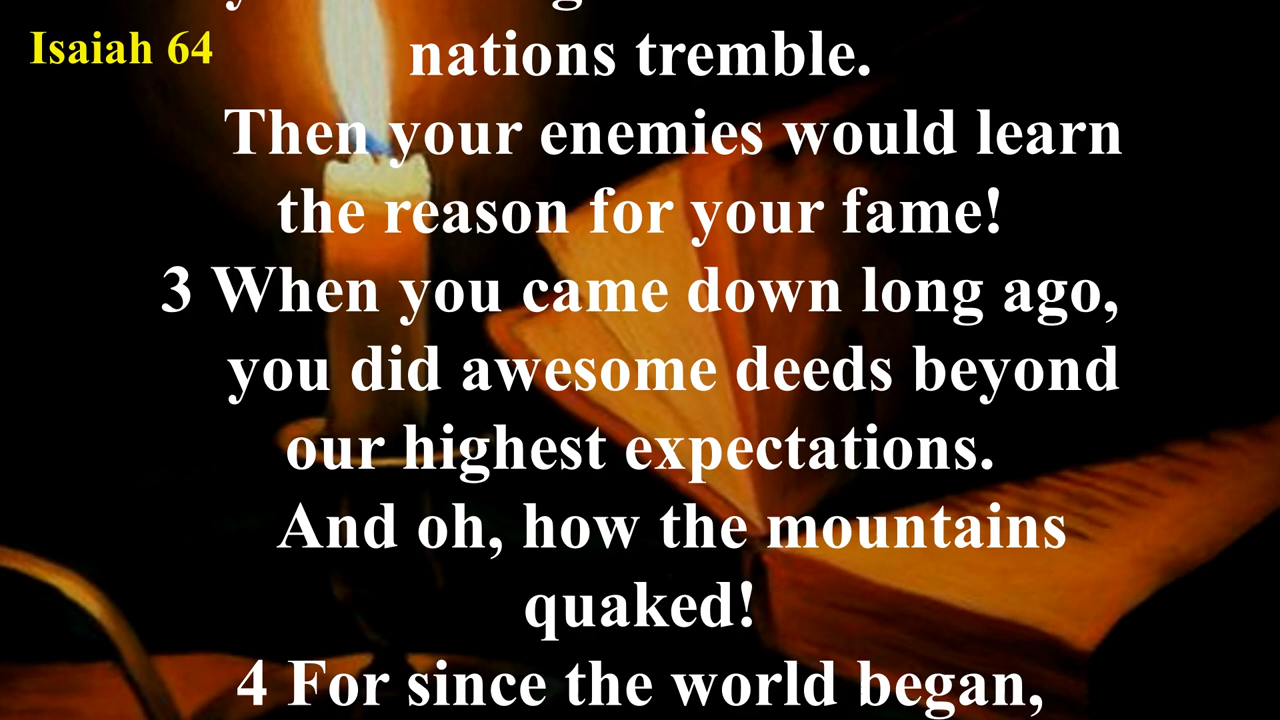 Isaiah 64
nations tremble.
Then your enemies would learn
the reason for your fame!
3 When you came down long ago,
you did awesome deeds beyond
our highest expectations.
And oh, how the mountains
quaked!
4 For since the world began,